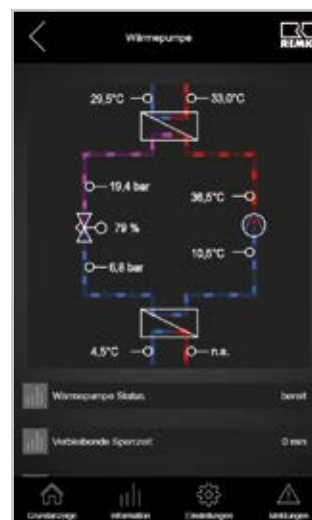 Wärmepumpe
REMKO
29,5°C
33,0°C
19,4 bar
36,5°C
79 %
10,5°C
6,8 bar
4,5°C
n.a.
Wärmepumpe Status
bereit
Verbleibende Sperrzeit
0 min
Grundanzeige
Information
Einstellungen
Meldungen